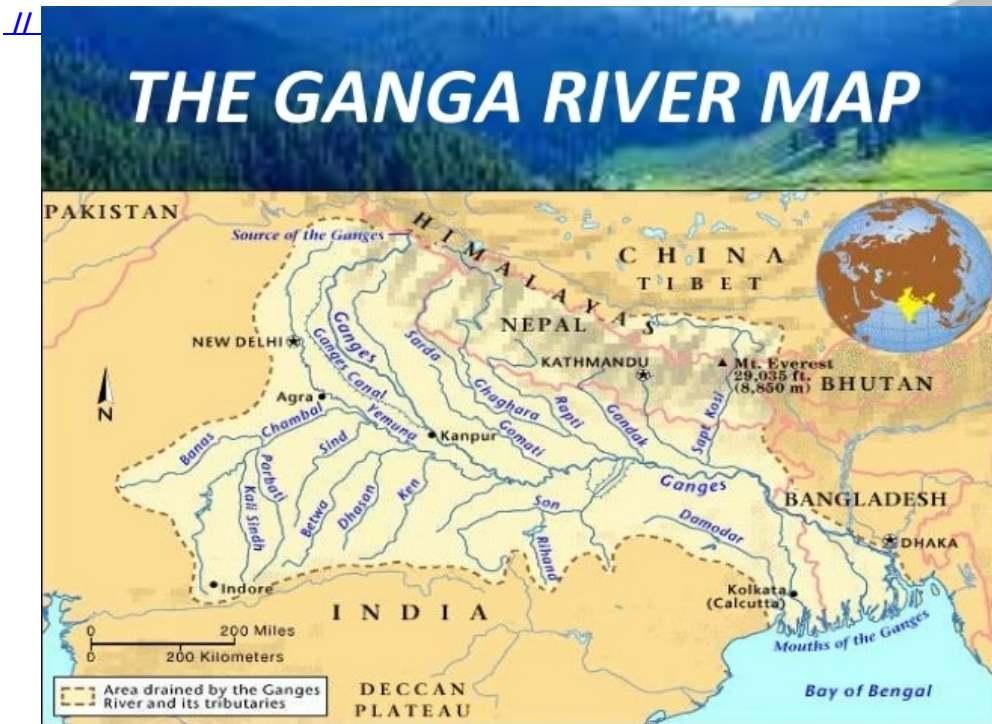 //
THE GANGA RIVER MAP
PAKISTAN
HIMALAYAS
Source of the Ganges
CHINA
TIBET
NEPAL
NEW DELHI
Ganges
Ganges Canal
Sarda
KATHMANDU
Mt. Everest
29,035 ft.
(8,850 m)
BHUTAN
N
Agra
Ghaghara
Rapti
Gandak
Sapt Kosi
Banas
Chambal
Sind
Yemuna
Kanpur
Gomati
Parbati
Kali Sindh
Betwa
Dhasan
Ken
Son
Ganges
BANGLADESH
Rihand
Damodar
DHAKA
Indore
Kolkata
(Calcutta)
INDIA
Mouths of the Ganges
0
200 Miles
0
200 Kilometers
Bay of Bengal
Area drained by the Ganges
River and its tributaries
DECCAN
PLATEAU